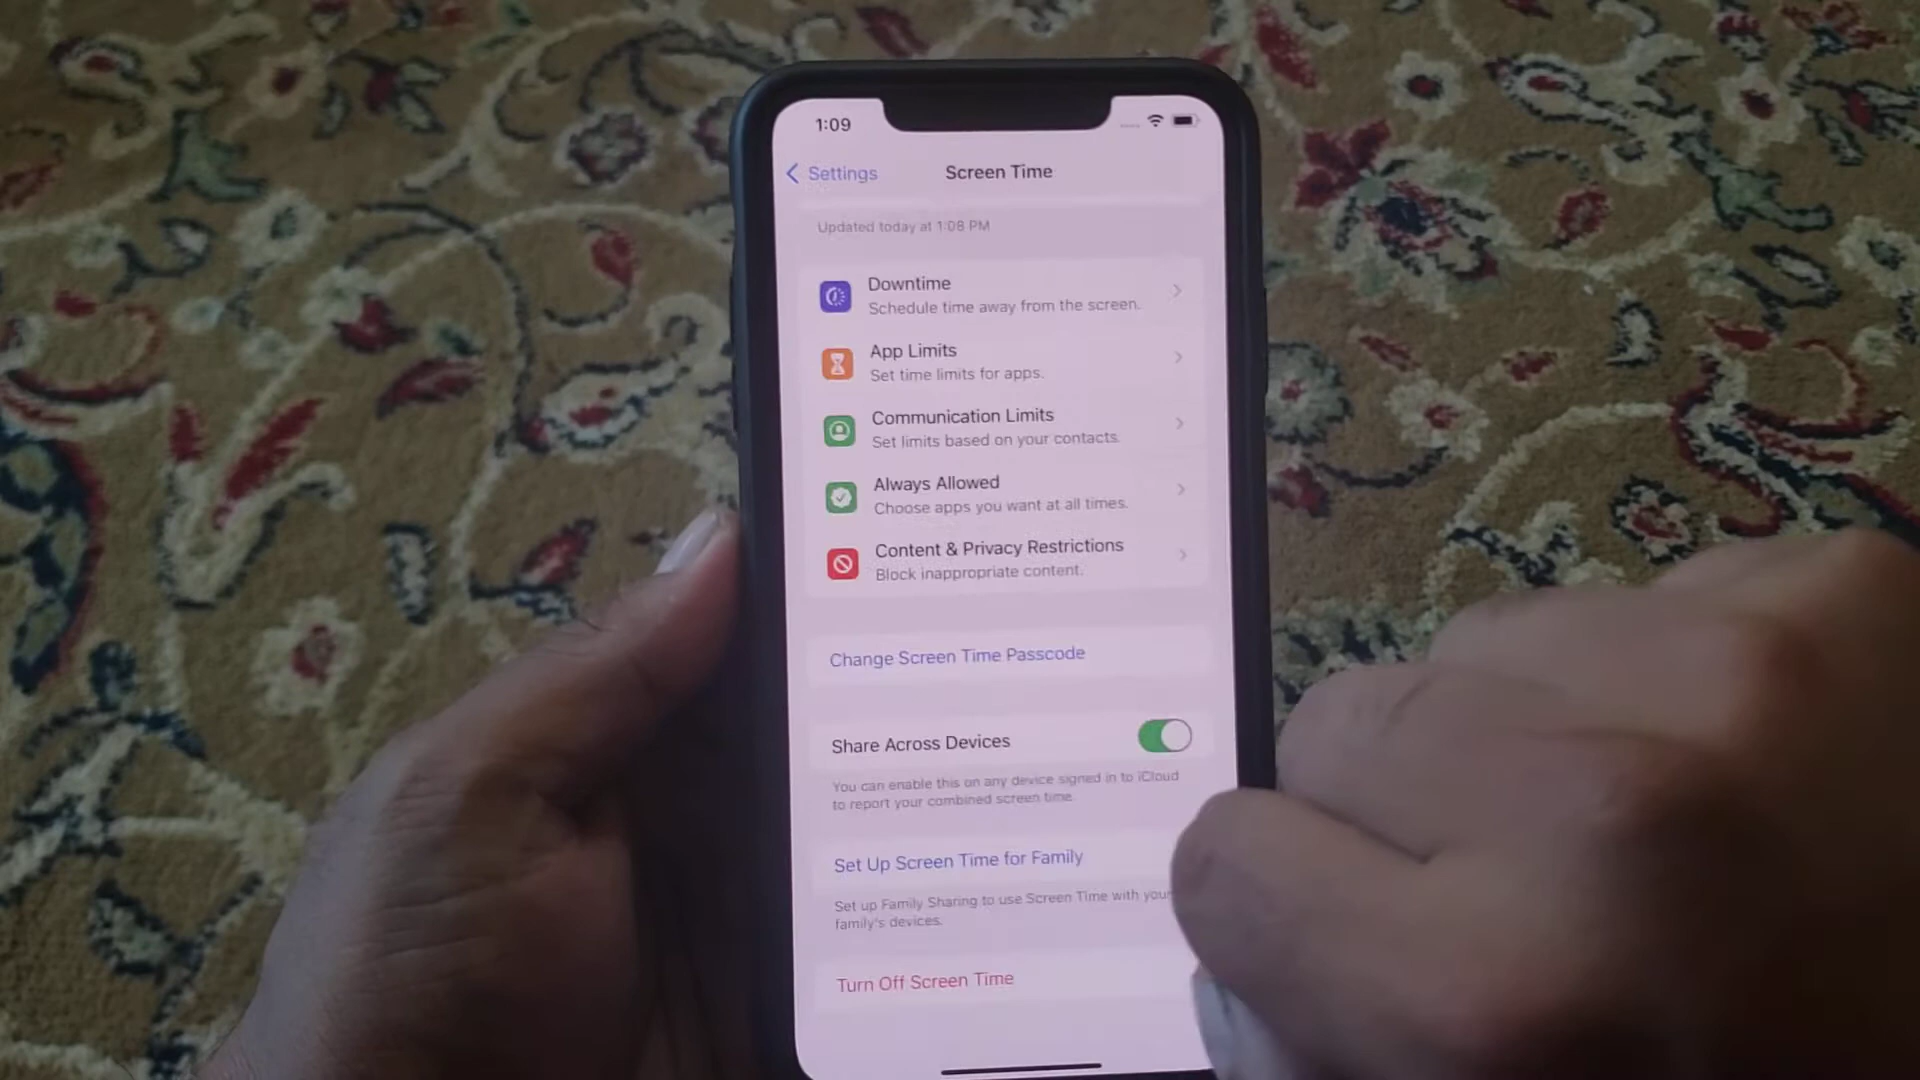 1:09
Settings
Screen Time
Updated today at 1:08 PM
Downtime
Schedule time away from the screen.
App Limits
Set time limits for apps.
Communication Limits
Set limits based on your contacts.
Always Allowed
Choose apps you want at all times.
Content & Privacy Restrictions
Block inappropriate content.
Change Screen Time Passcode
Share Across Devices
You can enable this on any device signed in to iCloud
to report your combined screen time.
Set Up Screen Time for Family
Set up Family Sharing to use Screen Time with your
family's devices.
Turn Off Screen Time